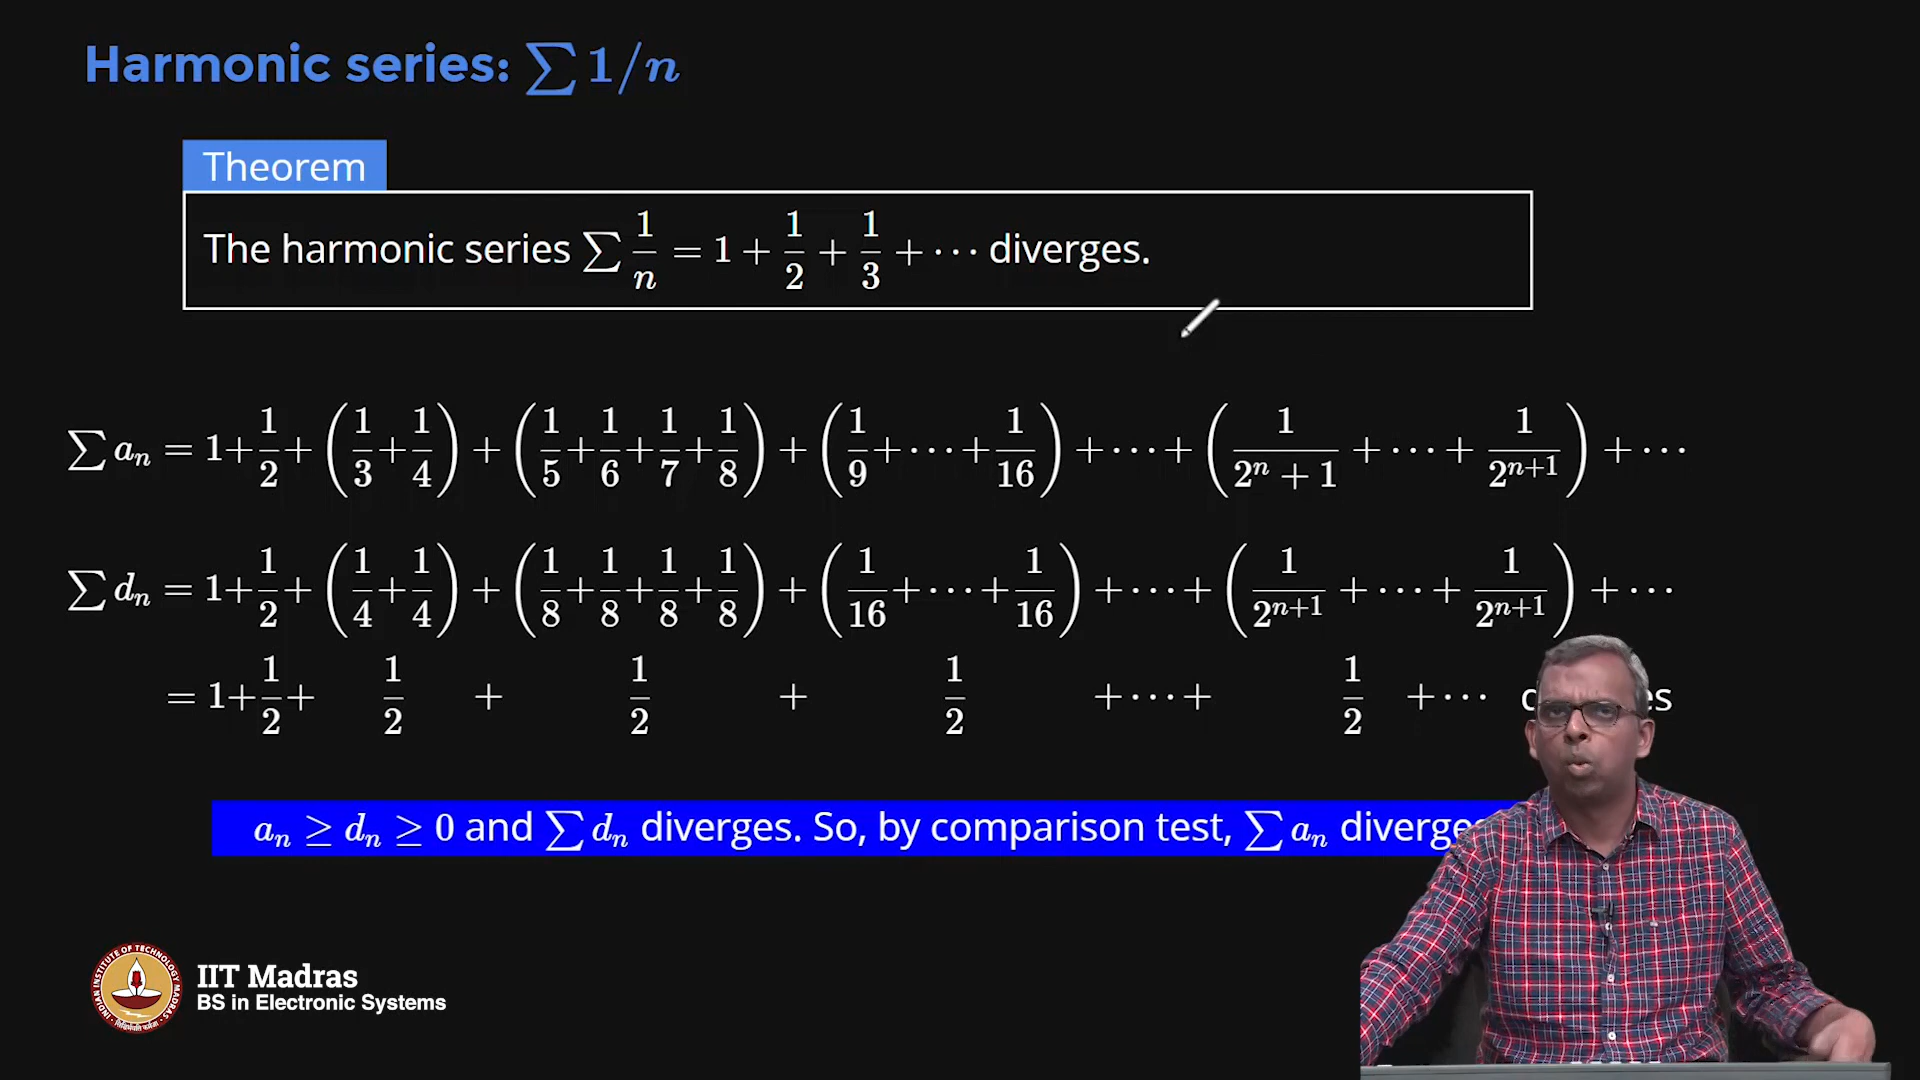 Harmonic series: ∑ 1/n
Theorem
The harmonic series ∑ 1/n = 1 + 1/2 + 1/3 + ⋯ diverges.
∑ aₙ = 1 + 1/2 + (1/3 + 1/4) + (1/5 + 1/6 + 1/7 + 1/8) + (1/9 + ⋯ + 1/16) + ⋯ + (1/(2ⁿ + 1) + ⋯ + 1/2ⁿ⁺¹) + ⋯
∑ dₙ = 1 + 1/2 + (1/4 + 1/4) + (1/8 + 1/8 + 1/8 + 1/8) + (1/16 + ⋯ + 1/16) + ⋯ + (1/2ⁿ⁺¹ + ⋯ + 1/2ⁿ⁺¹) + ⋯
= 1 + 1/2 + 1/2 + 1/2 + 1/2 + ⋯ + 1/2 + ⋯
aₙ ≥ dₙ ≥ 0 and ∑ dₙ diverges. So, by comparison test, ∑ aₙ diverge
IIT Madras
BS in Electronic Systems
INDIAN INSTITUTE OF TECHNOLOGY MADRAS